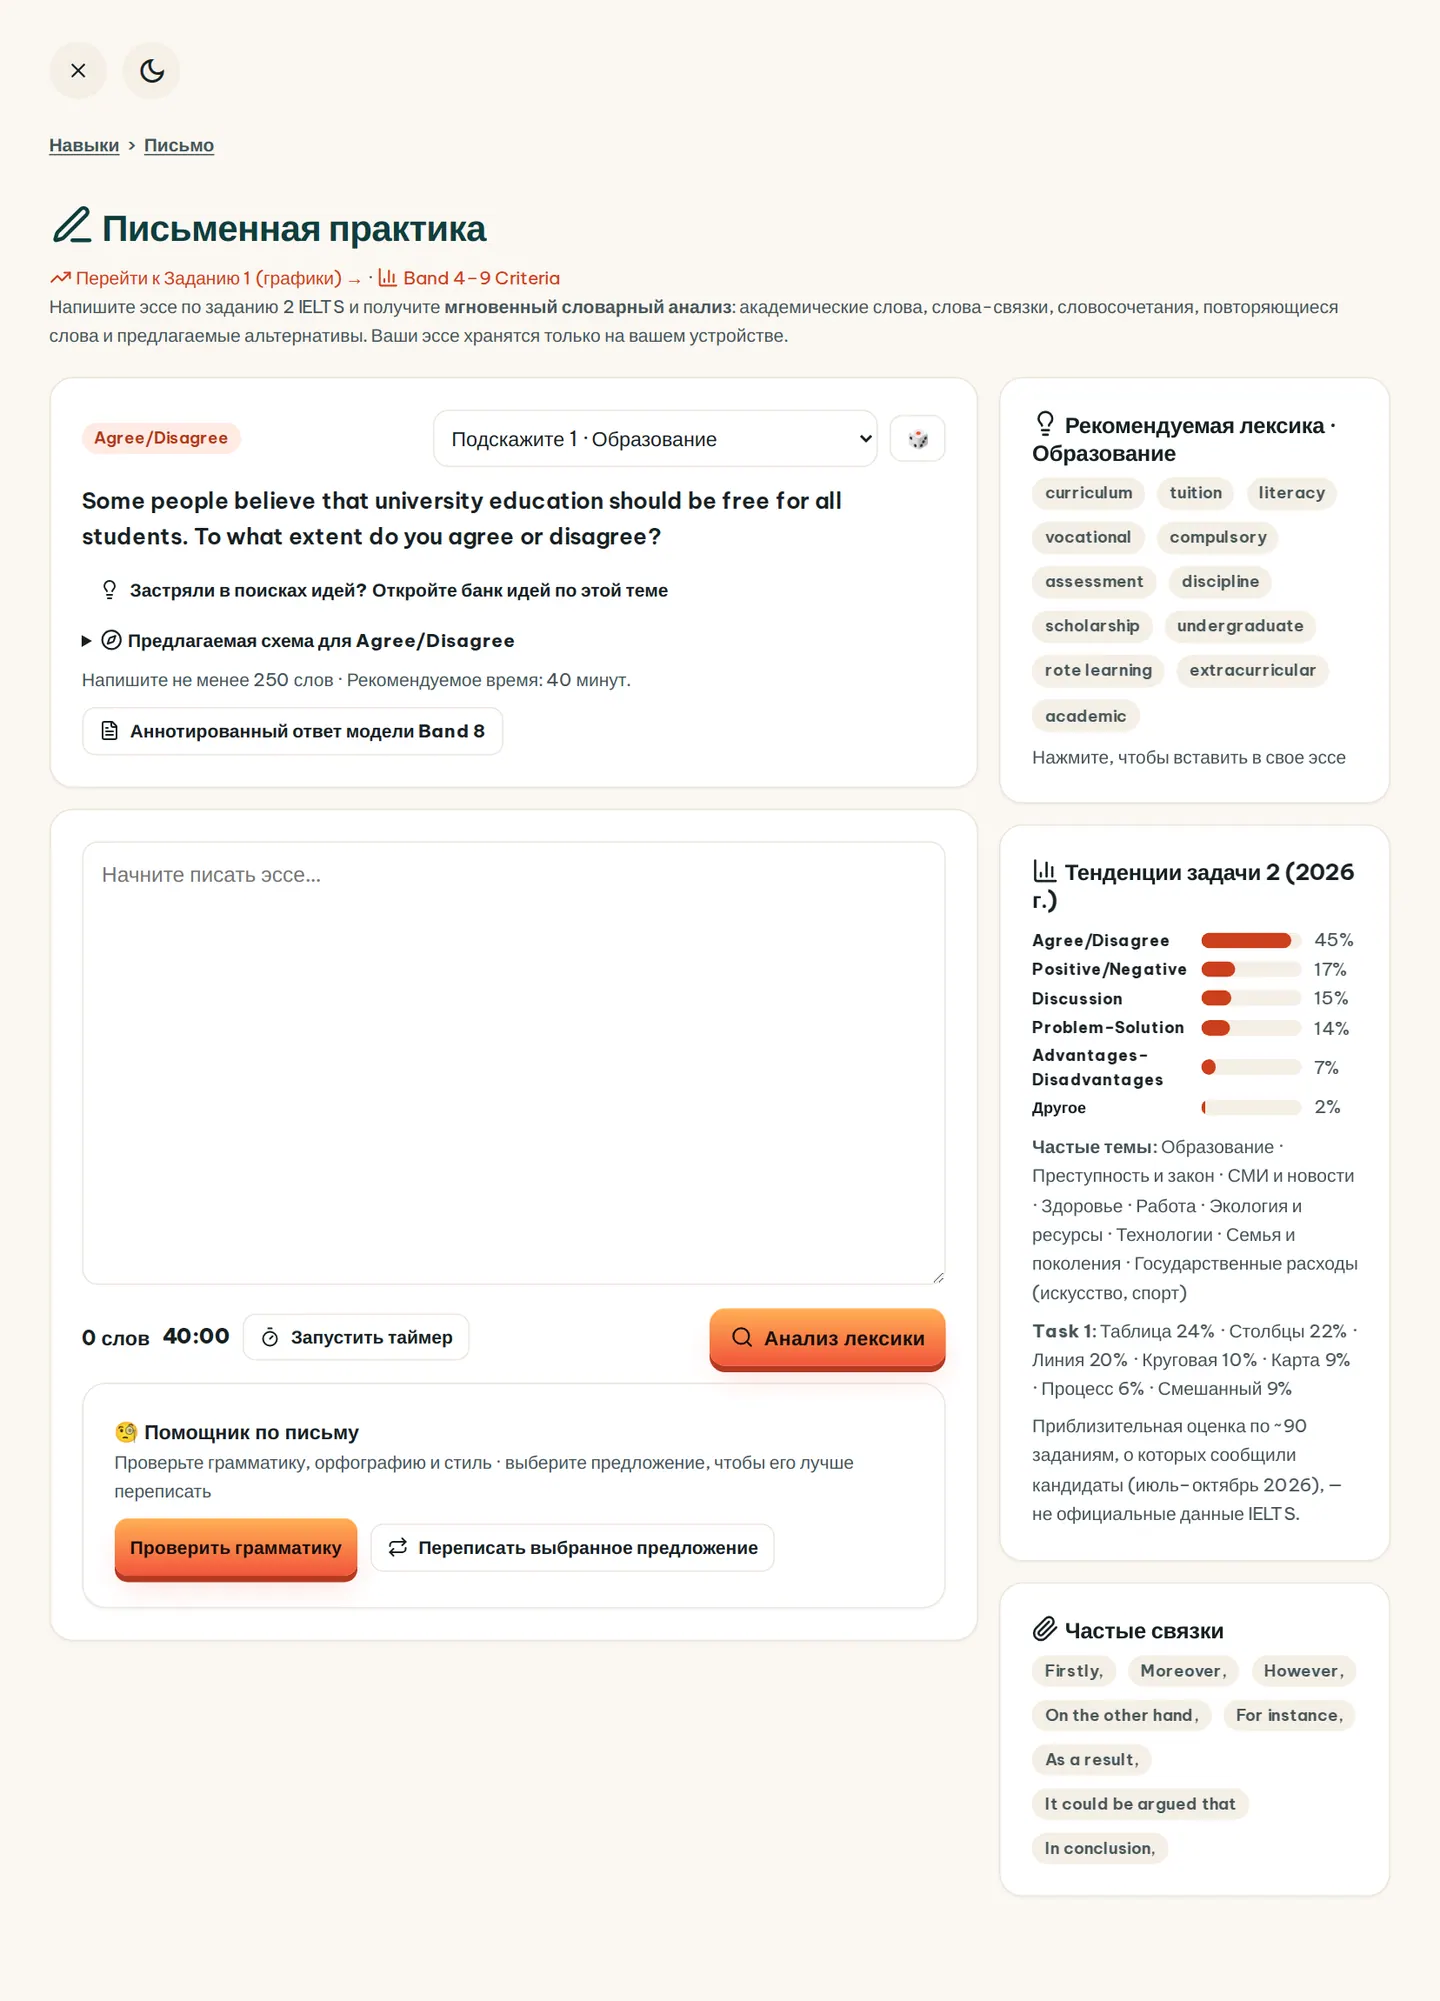 Навыки › Письмо
Письменная практика
Перейти к Заданию 1 (графики) → · Band 4–9 Criteria
Напишите эссе по заданию 2 IELTS и получите мгновенный словарный анализ: академические слова, слова-связки, словосочетания, повторяющиеся
слова и предлагаемые альтернативы. Ваши эссе хранятся только на вашем устройстве.
Agree/Disagree
Подскажите 1 · Образование
Some people believe that university education should be free for all
students. To what extent do you agree or disagree?
Застряли в поисках идей? Откройте банк идей по этой теме
Предлагаемая схема для Agree/Disagree
Напишите не менее 250 слов · Рекомендуемое время: 40 минут.
Аннотированный ответ модели Band 8
Начните писать эссе...
0 слов 40:00 Запустить таймер
Анализ лексики
Помощник по письму
Проверьте грамматику, орфографию и стиль · выберите предложение, чтобы его лучше
переписать
Проверить грамматику
Переписать выбранное предложение
Рекомендуемая лексика ·
Образование
curriculum tuition literacy
vocational compulsory
assessment discipline
scholarship undergraduate
rote learning extracurricular
academic
Нажмите, чтобы вставить в свое эссе
Тенденции задачи 2 (2026
г.)
Agree/Disagree 45%
Positive/Negative 17%
Discussion 15%
Problem-Solution 14%
Advantages-
Disadvantages 7%
Другое 2%
Частые темы: Образование ·
Преступность и закон · СМИ и новости
· Здоровье · Работа · Экология и
ресурсы · Технологии · Семья и
поколения · Государственные расходы
(искусство, спорт)
Task 1: Таблица 24% · Столбцы 22% ·
Линия 20% · Круговая 10% · Карта 9%
· Процесс 6% · Смешанный 9%
Приблизительная оценка по ~90
заданиям, о которых сообщили
кандидаты (июль–октябрь 2026), —
не официальные данные IELTS.
Частые связки
Firstly, Moreover, However,
On the other hand, For instance,
As a result,
It could be argued that
In conclusion,